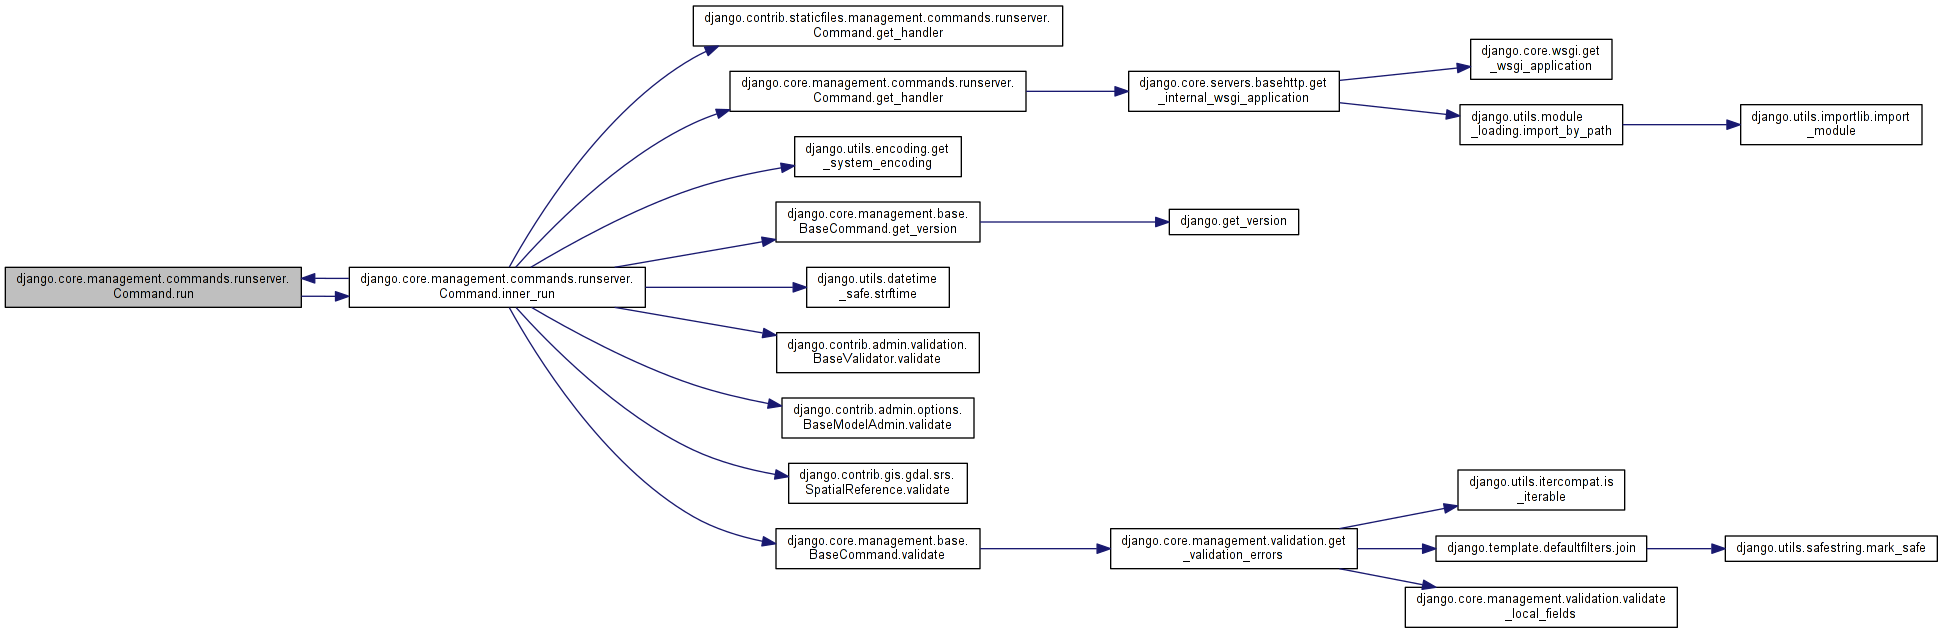 django.core.management.commands.runserver.
Command.run
django.core.management.commands.runserver.
Command.inner_run
django.contrib.staticfiles.management.commands.runserver.
Command.get_handler
django.core.management.commands.runserver.
Command.get_handler
django.utils.encoding.get
_system_encoding
django.core.management.base.
BaseCommand.get_version
django.utils.datetime
_safe.strftime
django.contrib.admin.validation.
BaseValidator.validate
django.contrib.admin.options.
BaseModelAdmin.validate
django.contrib.gis.gdal.srs.
SpatialReference.validate
django.core.management.base.
BaseCommand.validate
django.core.servers.basehttp.get
_internal_wsgi_application
django.get_version
django.core.management.validation.get
_validation_errors
django.core.wsgi.get
_wsgi_application
django.utils.module
_loading.import_by_path
django.utils.importlib.import
_module
django.utils.itercompat.is
_iterable
django.template.defaultfilters.join
django.utils.safestring.mark_safe
django.core.management.validation.validate
_local_fields